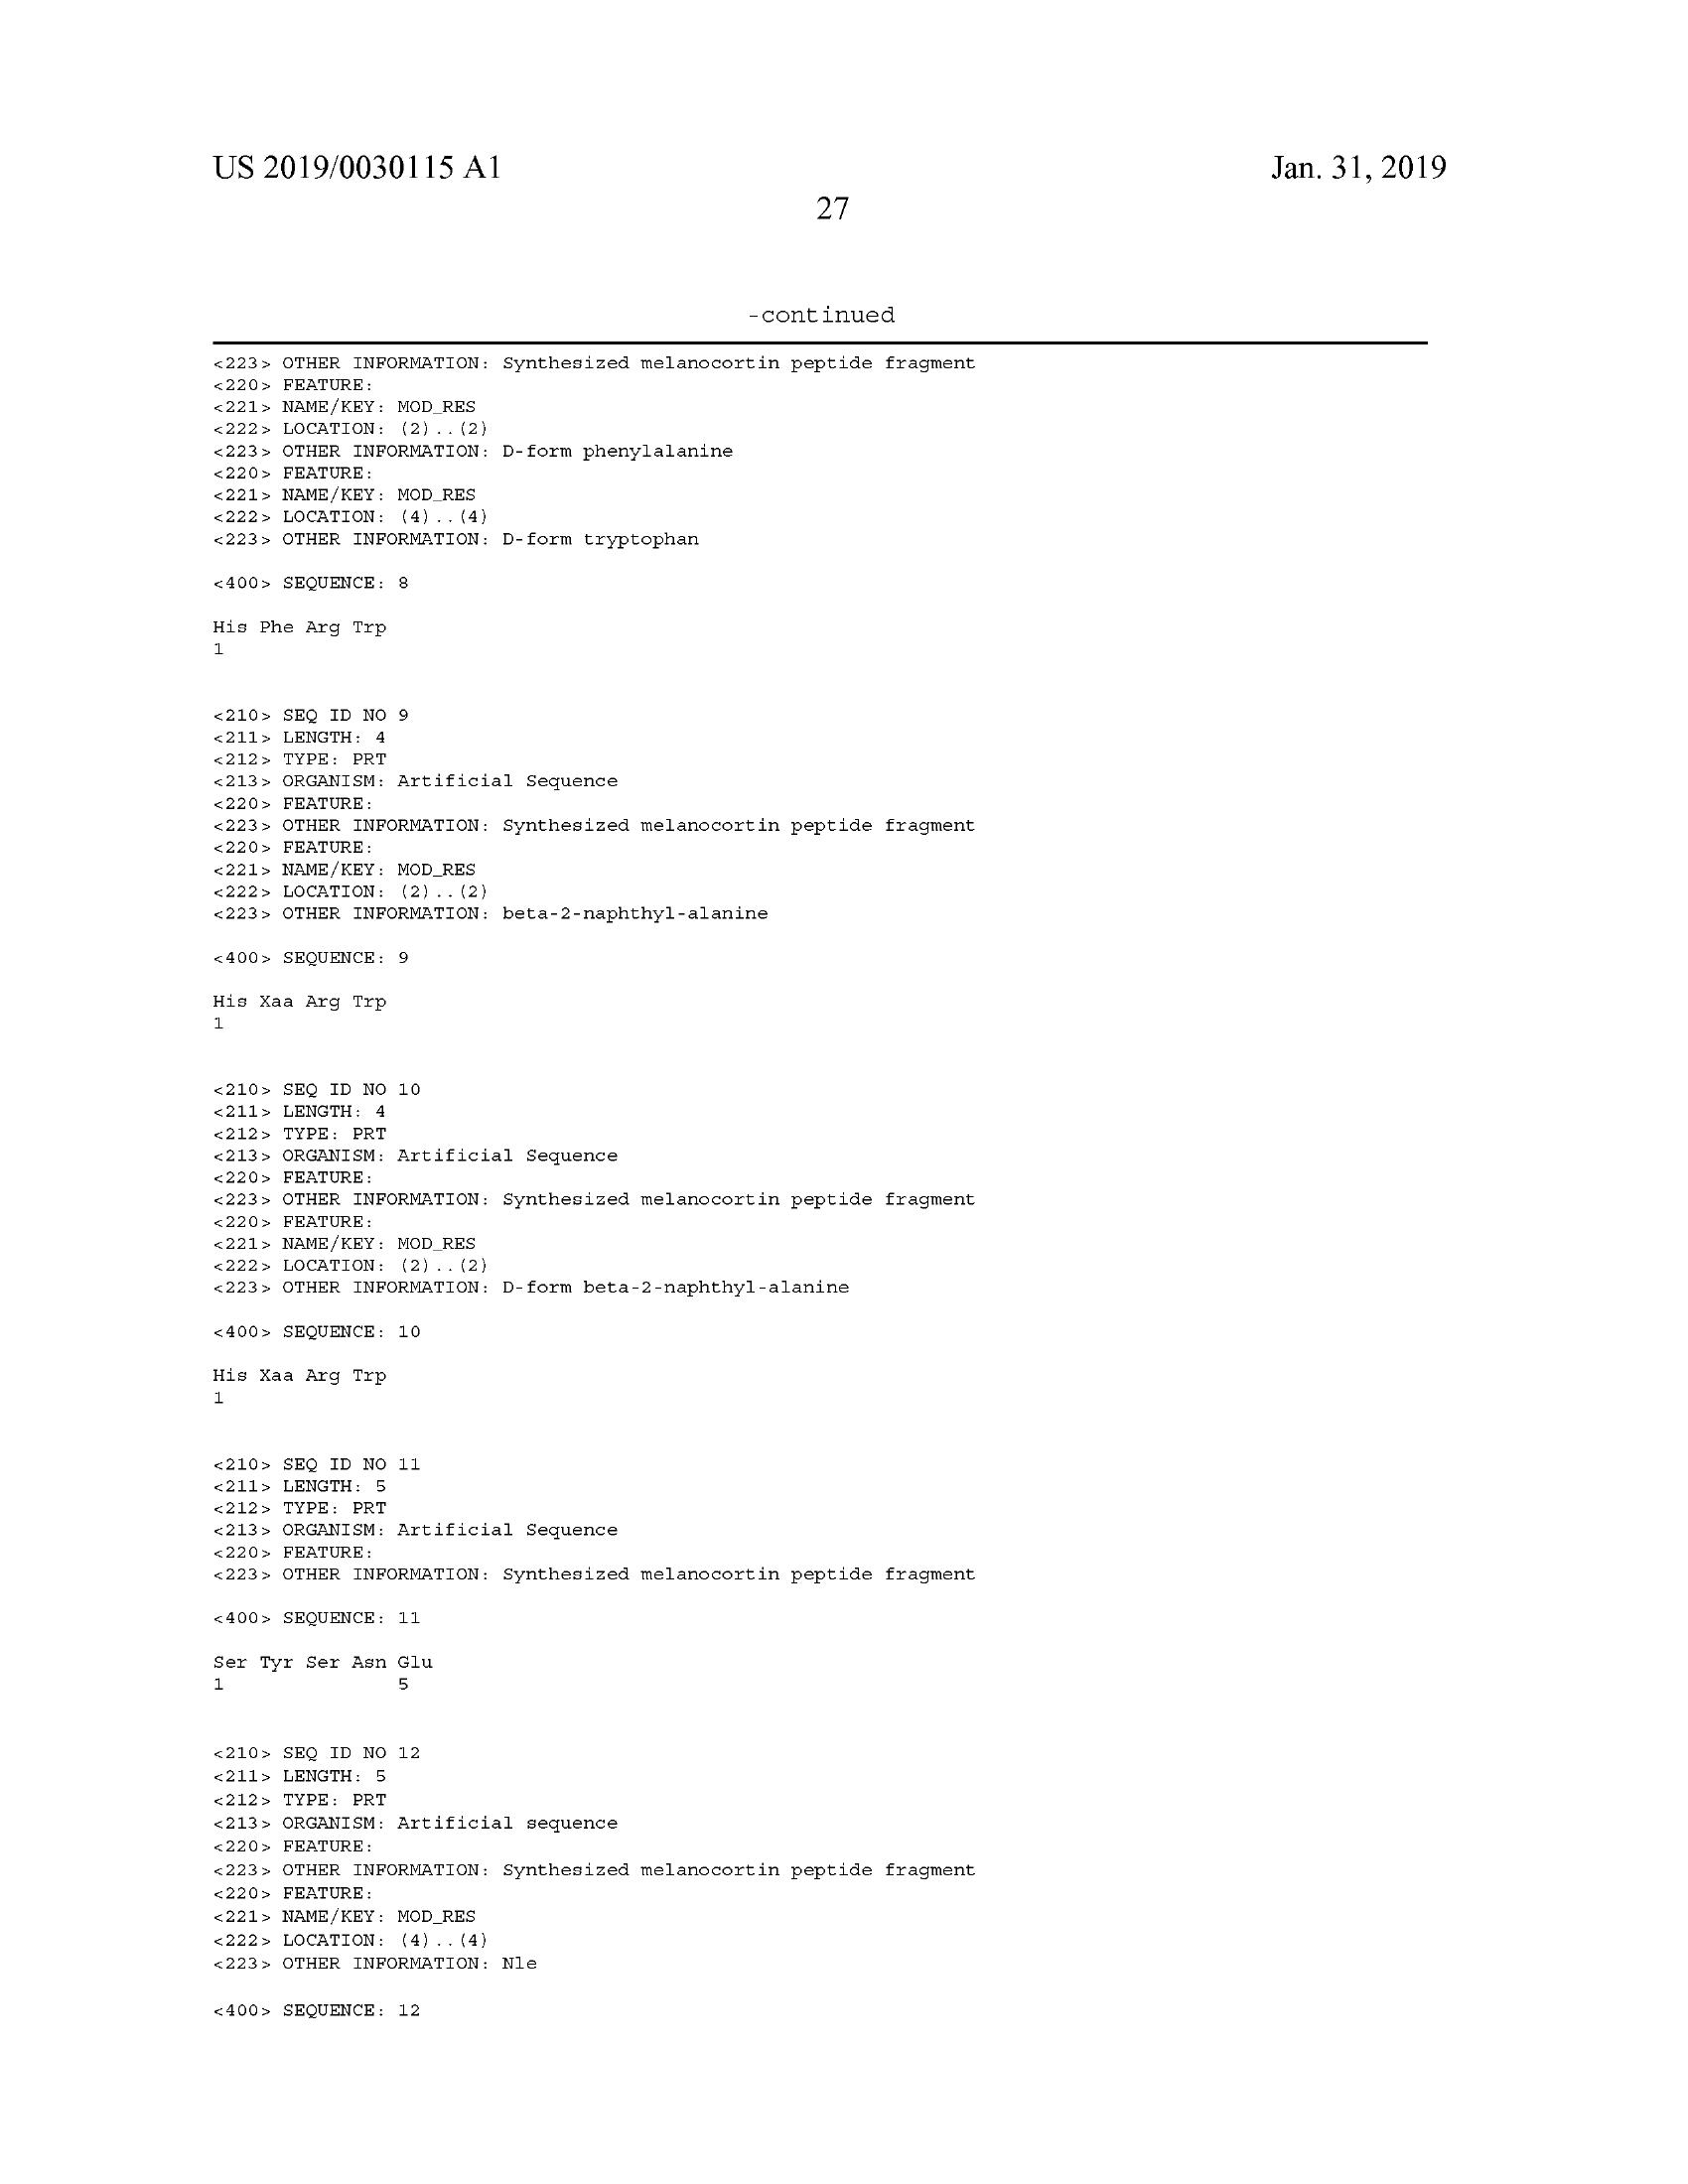 US 2019/0030115 A1
Jan. 31, 2019
27
-continued
<223> OTHER INFORMATION: Synthesized melanocortin peptide fragment
<220> FEATURE:
<221> NAME/KEY: MOD_RES
<222> LOCATION: (2)..(2)
<223> OTHER INFORMATION: D-form phenylalanine
<220> FEATURE:
<221> NAME/KEY: MOD_RES
<222> LOCATION: (4)..(4)
<223> OTHER INFORMATION: D-form tryptophan
<400> SEQUENCE: 8
His Phe Arg Trp
1
<210> SEQ ID NO 9
<211> LENGTH: 4
<212> TYPE: PRT
<213> ORGANISM: Artificial Sequence
<220> FEATURE:
<223> OTHER INFORMATION: Synthesized melanocortin peptide fragment
<220> FEATURE:
<221> NAME/KEY: MOD_RES
<222> LOCATION: (2)..(2)
<223> OTHER INFORMATION: beta-2-naphthyl-alanine
<400> SEQUENCE: 9
His Xaa Arg Trp
1
<210> SEQ ID NO 10
<211> LENGTH: 4
<212> TYPE: PRT
<213> ORGANISM: Artificial Sequence
<220> FEATURE:
<223> OTHER INFORMATION: Synthesized melanocortin peptide fragment
<220> FEATURE:
<221> NAME/KEY: MOD_RES
<222> LOCATION: (2)..(2)
<223> OTHER INFORMATION: D-form beta-2-naphthyl-alanine
<400> SEQUENCE: 10
His Xaa Arg Trp
1
<210> SEQ ID NO 11
<211> LENGTH: 5
<212> TYPE: PRT
<213> ORGANISM: Artificial Sequence
<220> FEATURE:
<223> OTHER INFORMATION: Synthesized melanocortin peptide fragment
<400> SEQUENCE: 11
Ser Tyr Ser Asn Glu
1 5
<210> SEQ ID NO 12
<211> LENGTH: 5
<212> TYPE: PRT
<213> ORGANISM: Artificial sequence
<220> FEATURE:
<223> OTHER INFORMATION: Synthesized melanocortin peptide fragment
<220> FEATURE:
<221> NAME/KEY: MOD_RES
<222> LOCATION: (4)..(4)
<223> OTHER INFORMATION: Nle
<400> SEQUENCE: 12